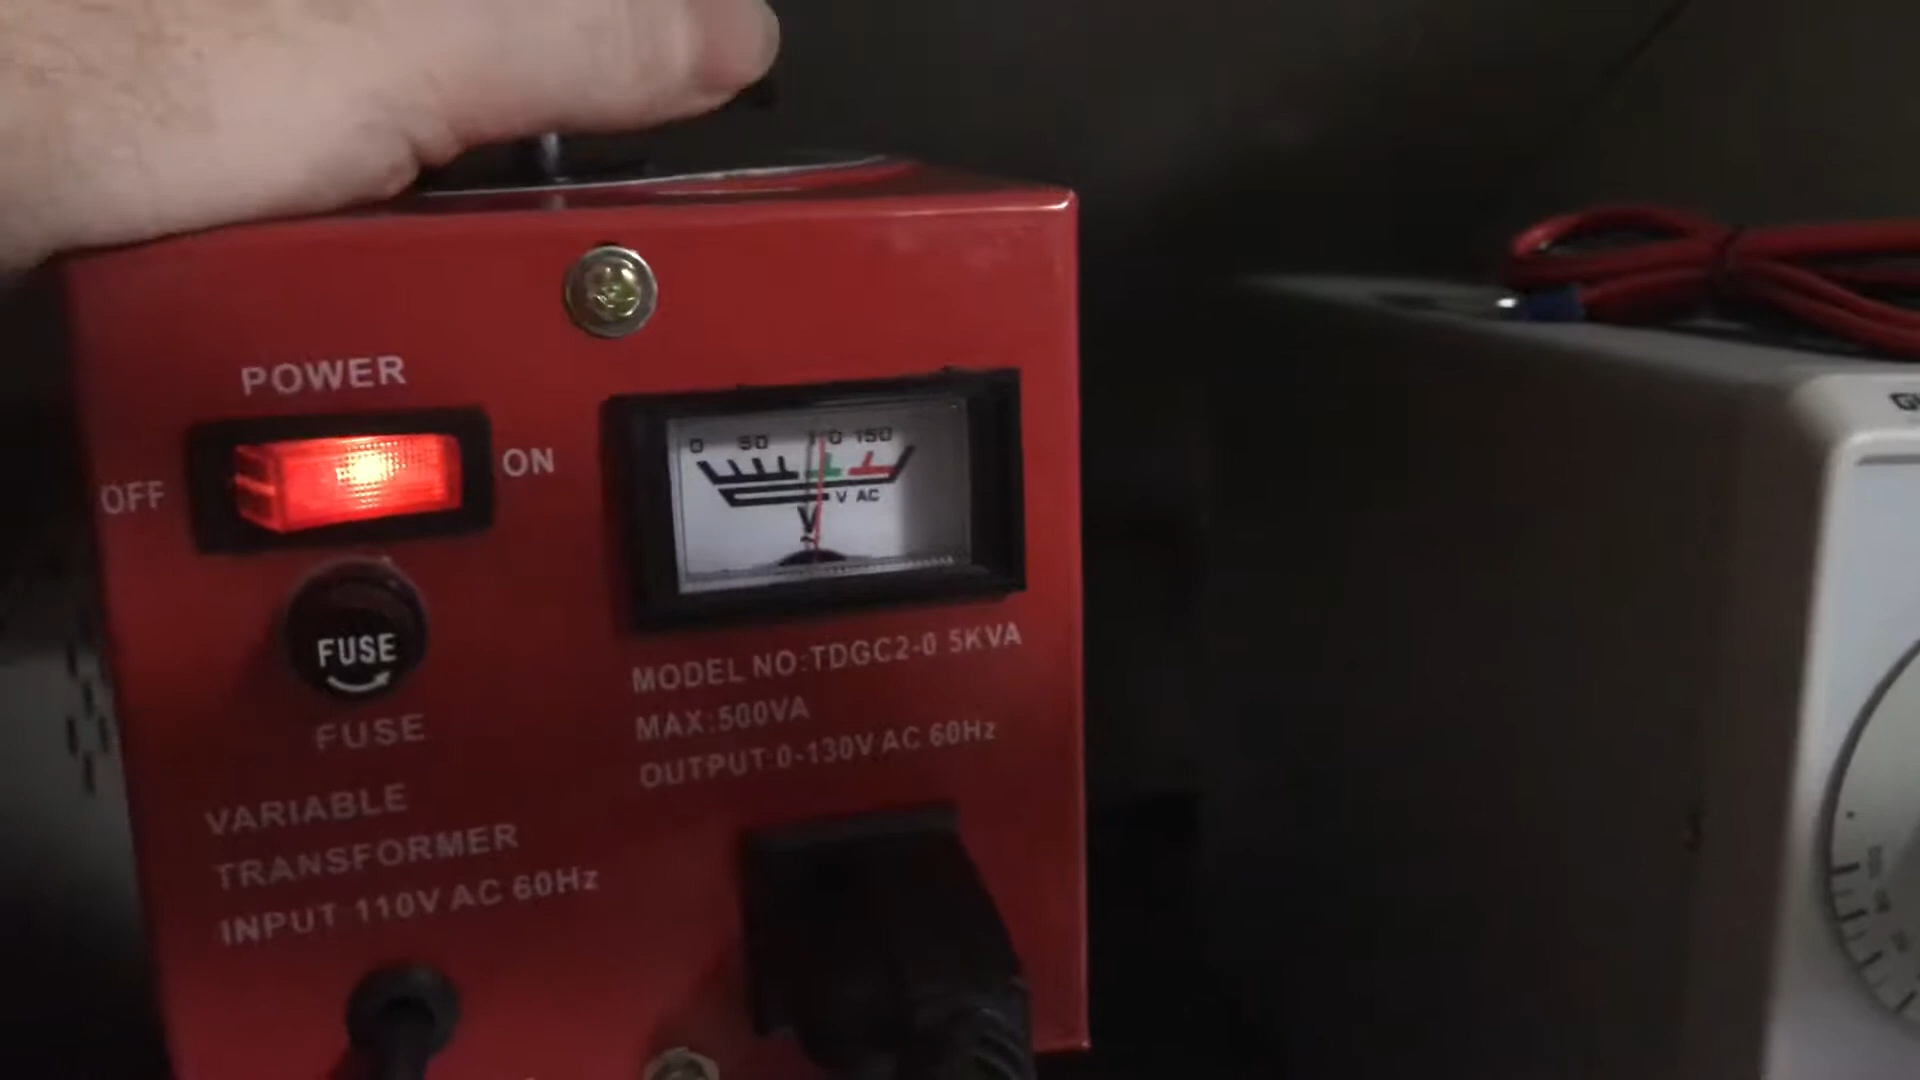 POWER
OFF
ON
0 50 150
V AC
V
FUSE
FUSE
MODEL NO:TDGC2-0 5KVA
MAX:500VA
OUTPUT:0-130V AC 60Hz
VARIABLE
TRANSFORMER
INPUT 110V AC 60Hz